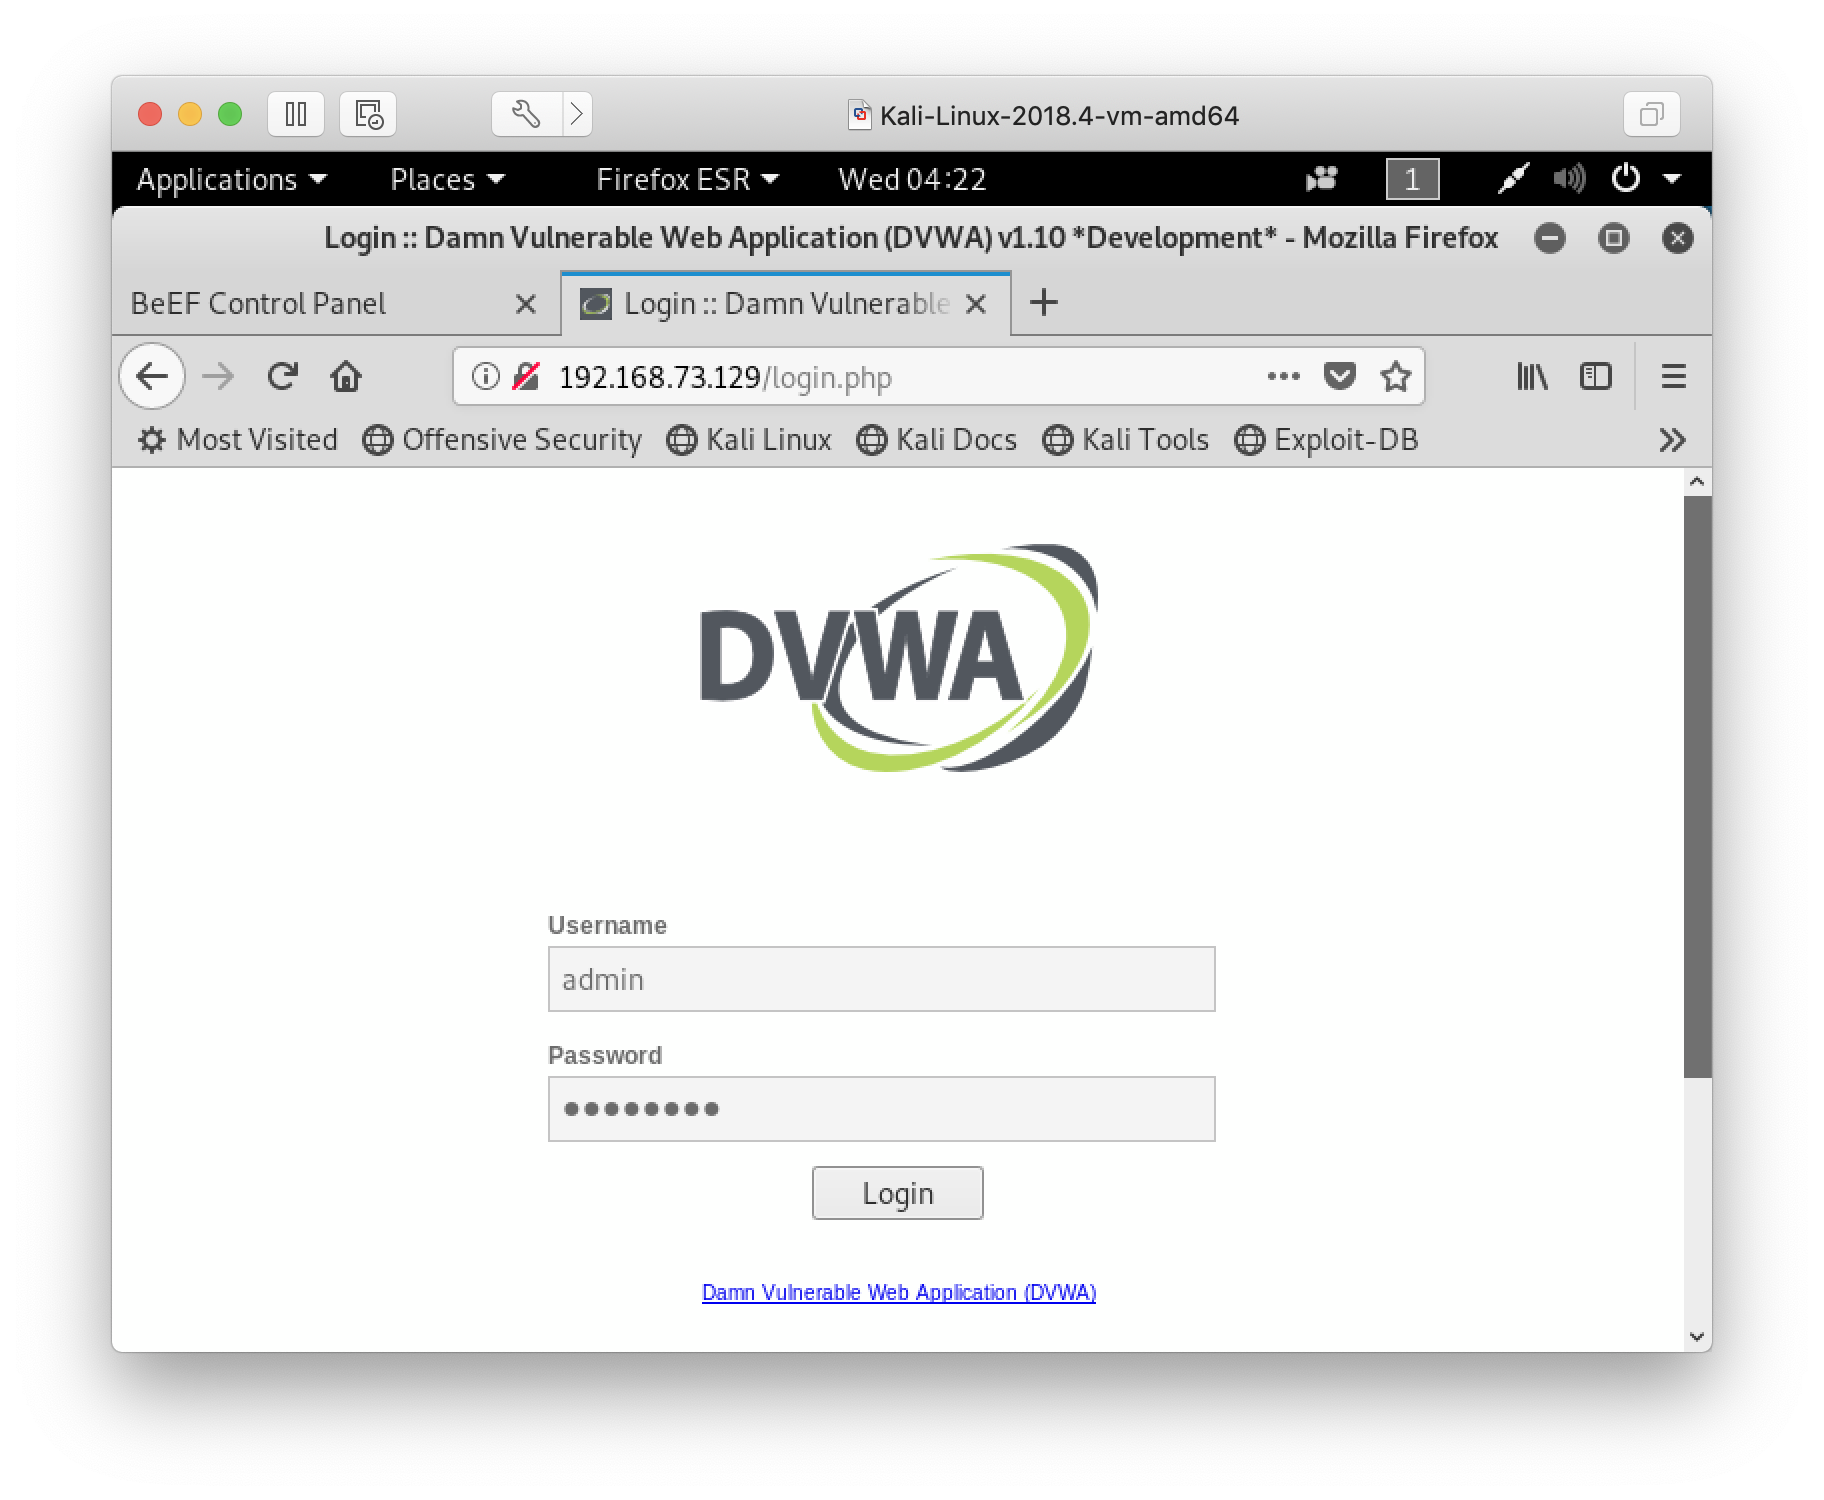 Kali-Linux-2018.4-vm-amd64
Applications Places Firefox ESR Wed 04:22 1
Login :: Damn Vulnerable Web Application (DVWA) v1.10 *Development* - Mozilla Firefox
BeEF Control Panel Login :: Damn Vulnerable
192.168.73.129/login.php
Most Visited Offensive Security Kali Linux Kali Docs Kali Tools Exploit-DB
DVWA
Username
admin
Password
Login
Damn Vulnerable Web Application (DVWA)